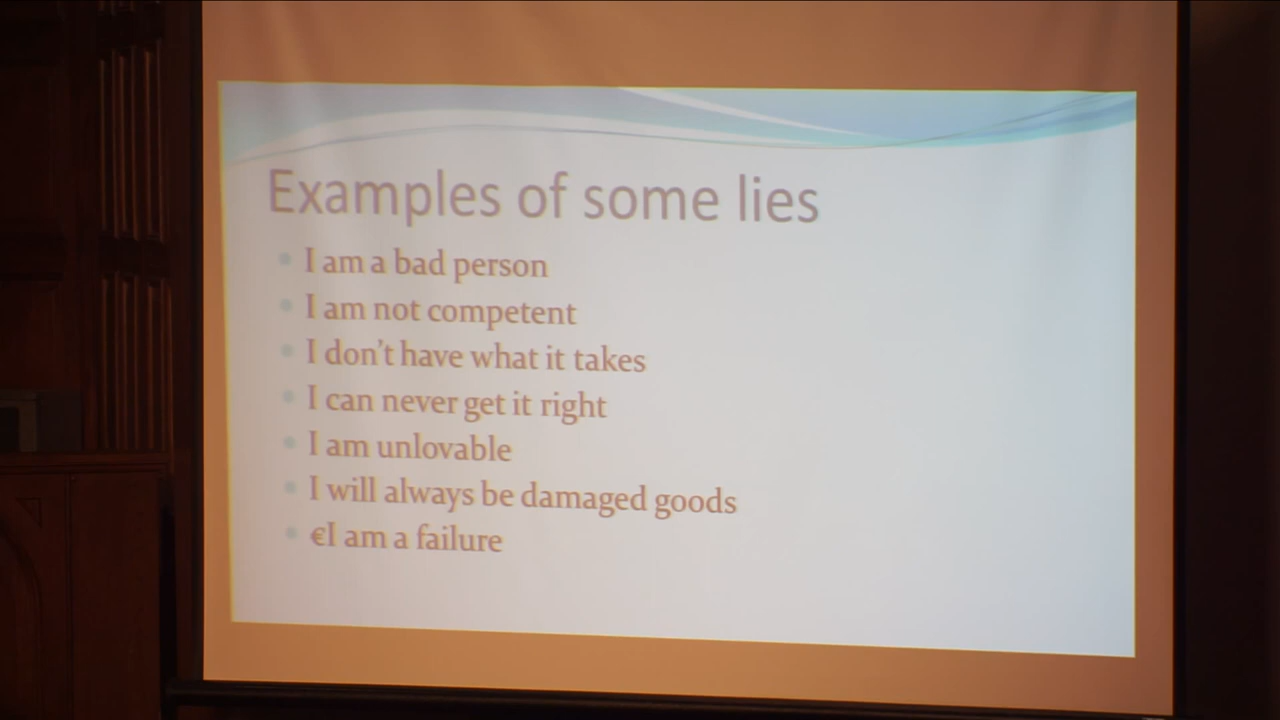 Examples of some lies
I am a bad person
I am not competent
I don't have what it takes
I can never get it right
I am unlovable
I will always be damaged goods
€I am a failure